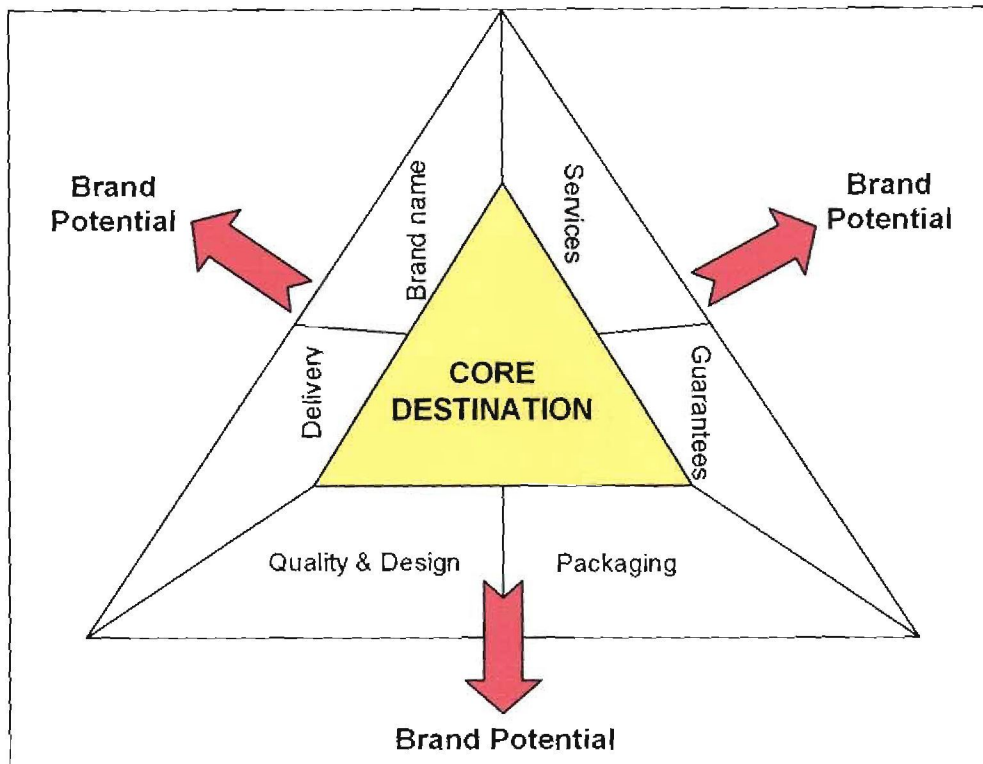 Brand
Potential
Brand
Potential
Brand name
Services
Delivery
Guarantees
CORE
DESTINATION
Quality & Design
Packaging
Brand Potential